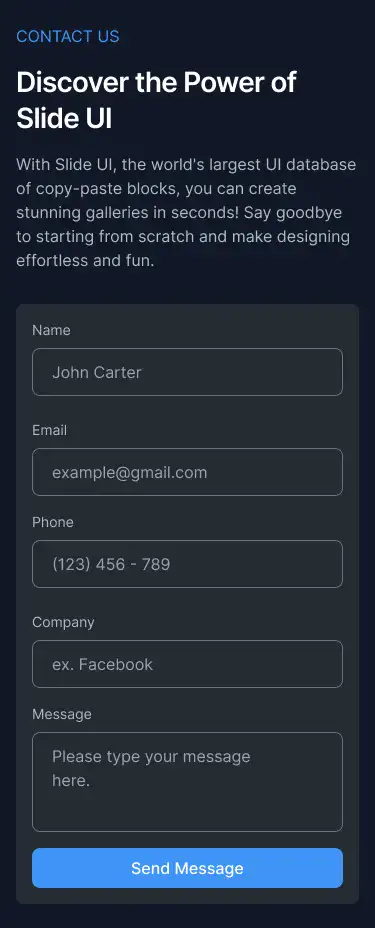 CONTACT US
Discover the Power of
Slide UI
With Slide UI, the world's largest UI database
of copy-paste blocks, you can create
stunning galleries in seconds! Say goodbye
to starting from scratch and make designing
effortless and fun.
Name
John Carter
Email
example@gmail.com
Phone
(123) 456 - 789
Company
ex. Facebook
Message
Please type your message
here.
Send Message